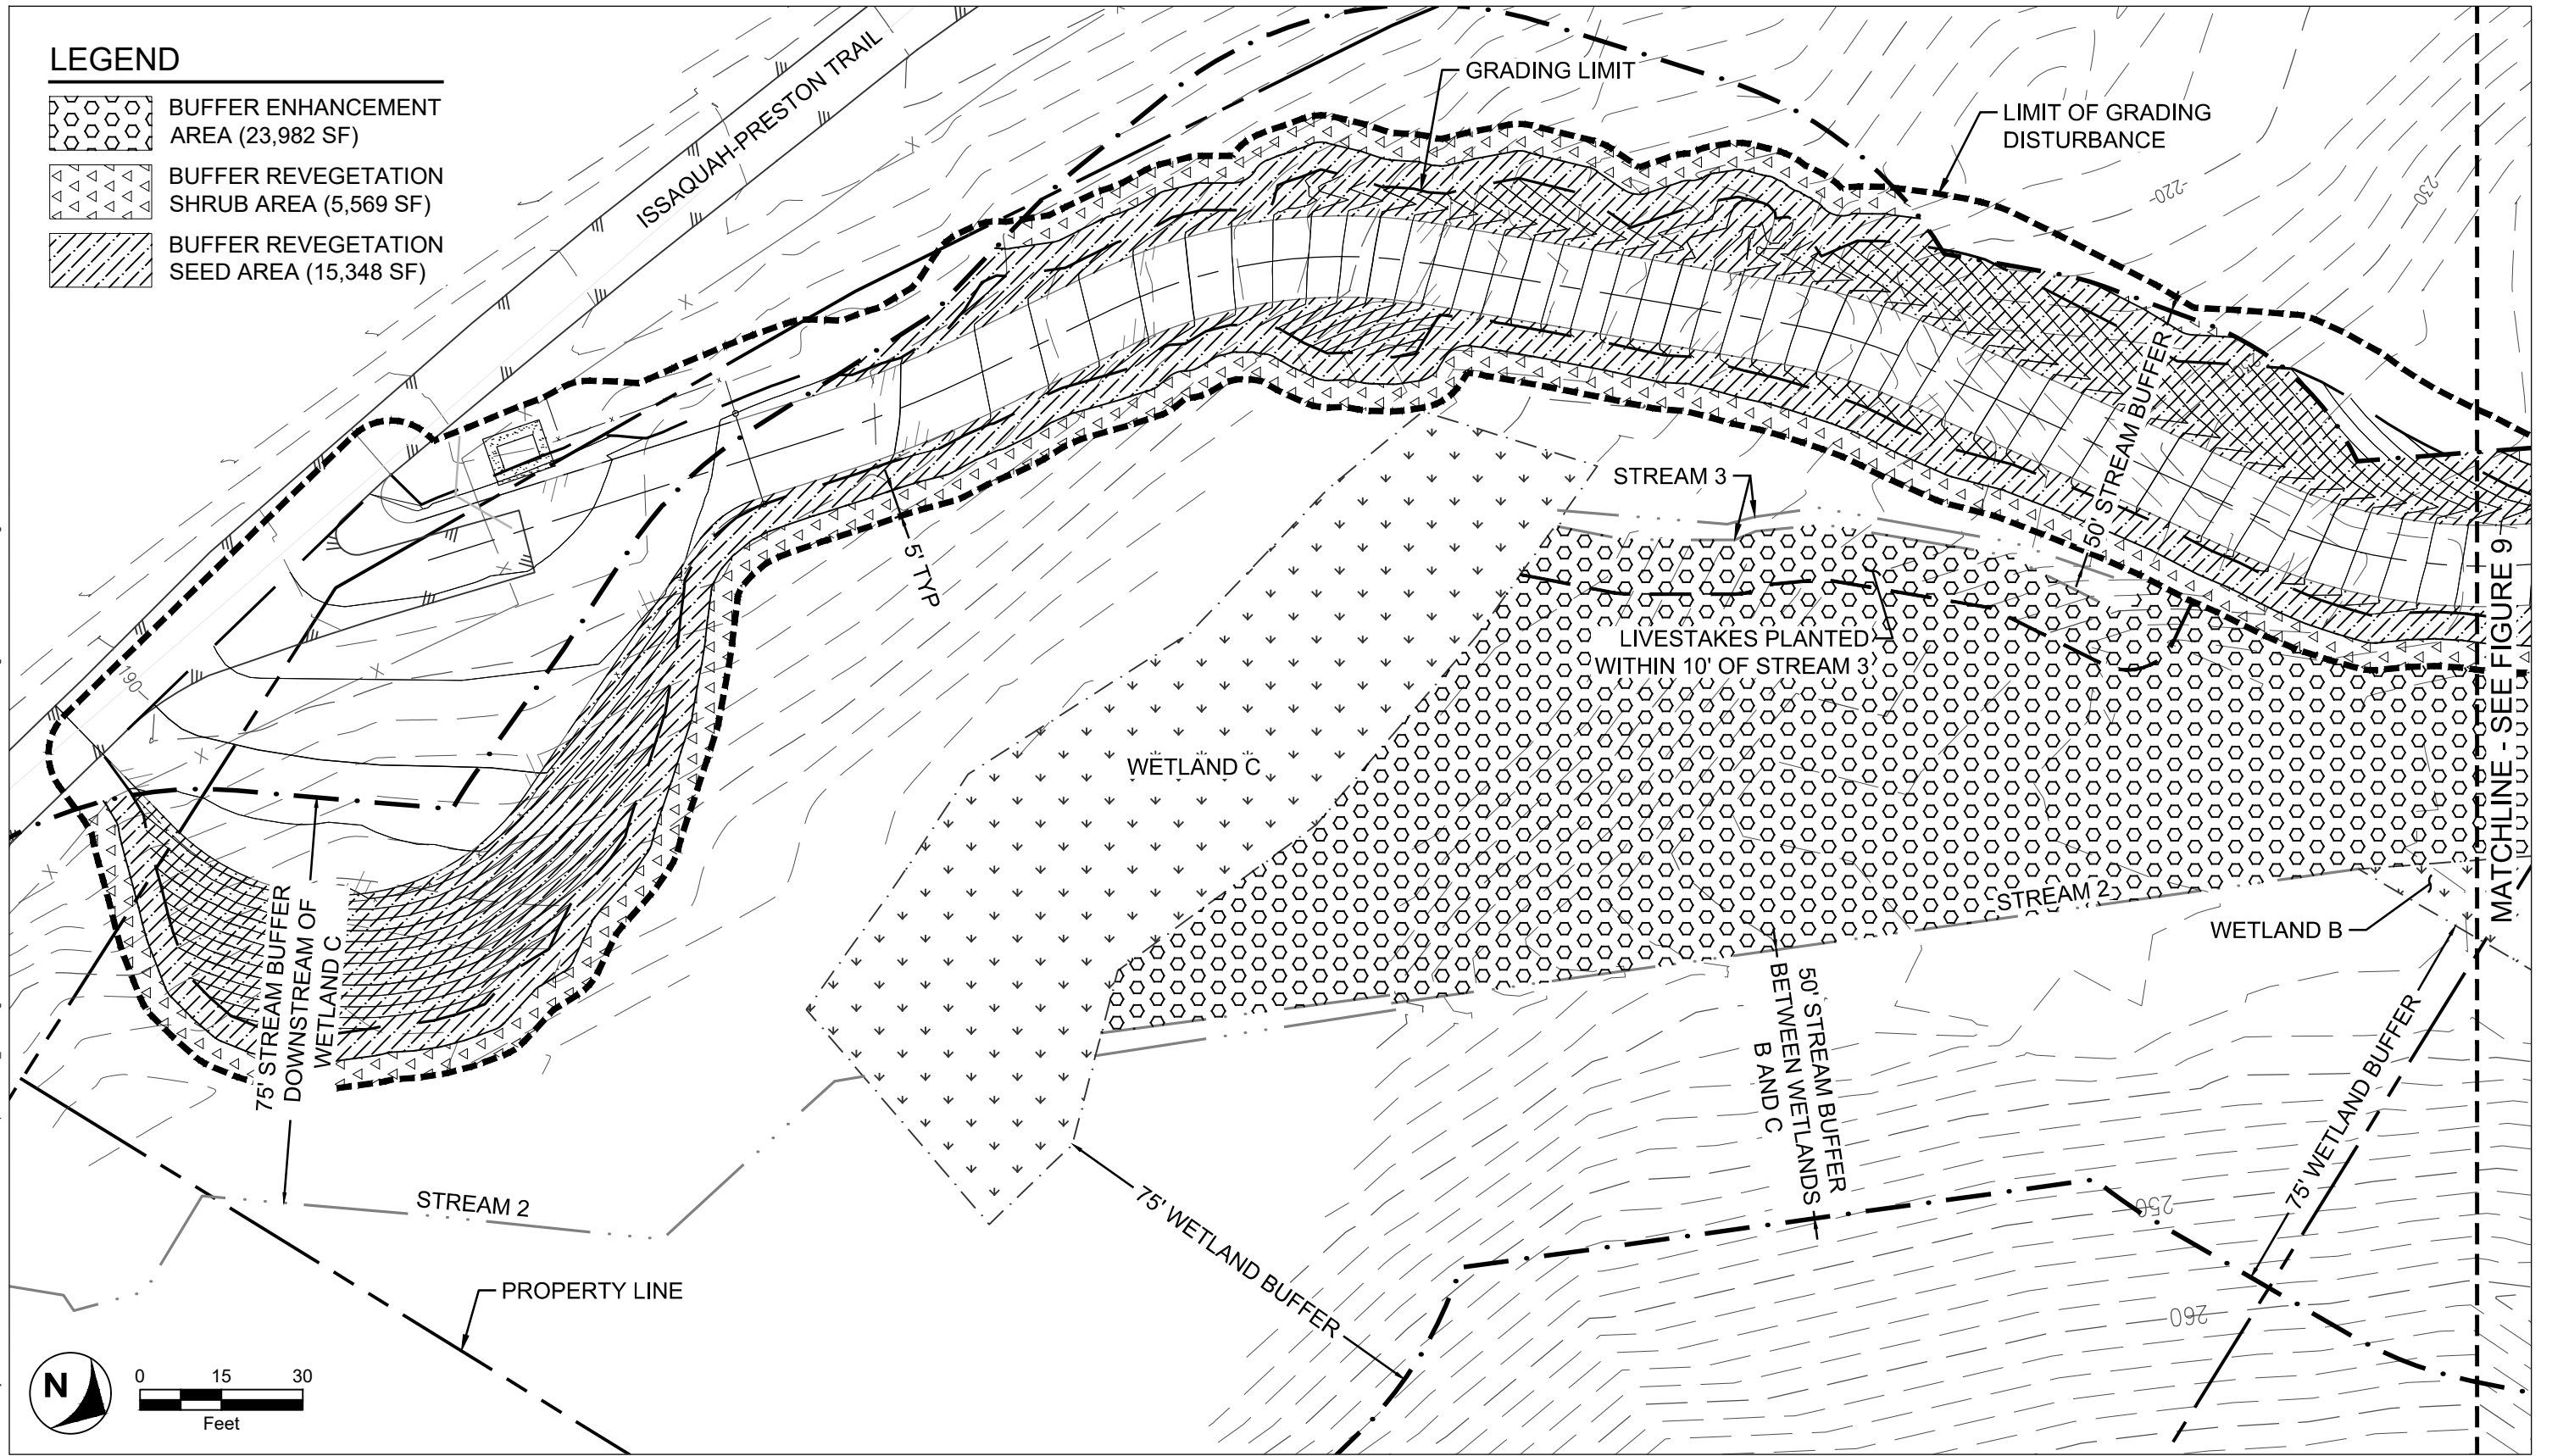 LEGEND
BUFFER ENHANCEMENT
AREA (23,982 SF)
BUFFER REVEGETATION
SHRUB AREA (5,569 SF)
BUFFER REVEGETATION
SEED AREA (15,348 SF)
ISSAQUAH-PRESTON TRAIL
GRADING LIMIT
LIMIT OF GRADING
DISTURBANCE
220
230
STREAM 3
50' STREAM BUFFER
5' TYP
LIVESTAKES PLANTED
WITHIN 10' OF STREAM 3
190
WETLAND C
MATCHLINE - SEE FIGURE 9
STREAM 2
WETLAND B
75' STREAM BUFFER
DOWNSTREAM OF
WETLAND C
50' STREAM BUFFER
BETWEEN WETLANDS
B AND C
75' WETLAND BUFFER
75' WETLAND BUFFER
STREAM 2
250
260
PROPERTY LINE
N
0 15 30
Feet